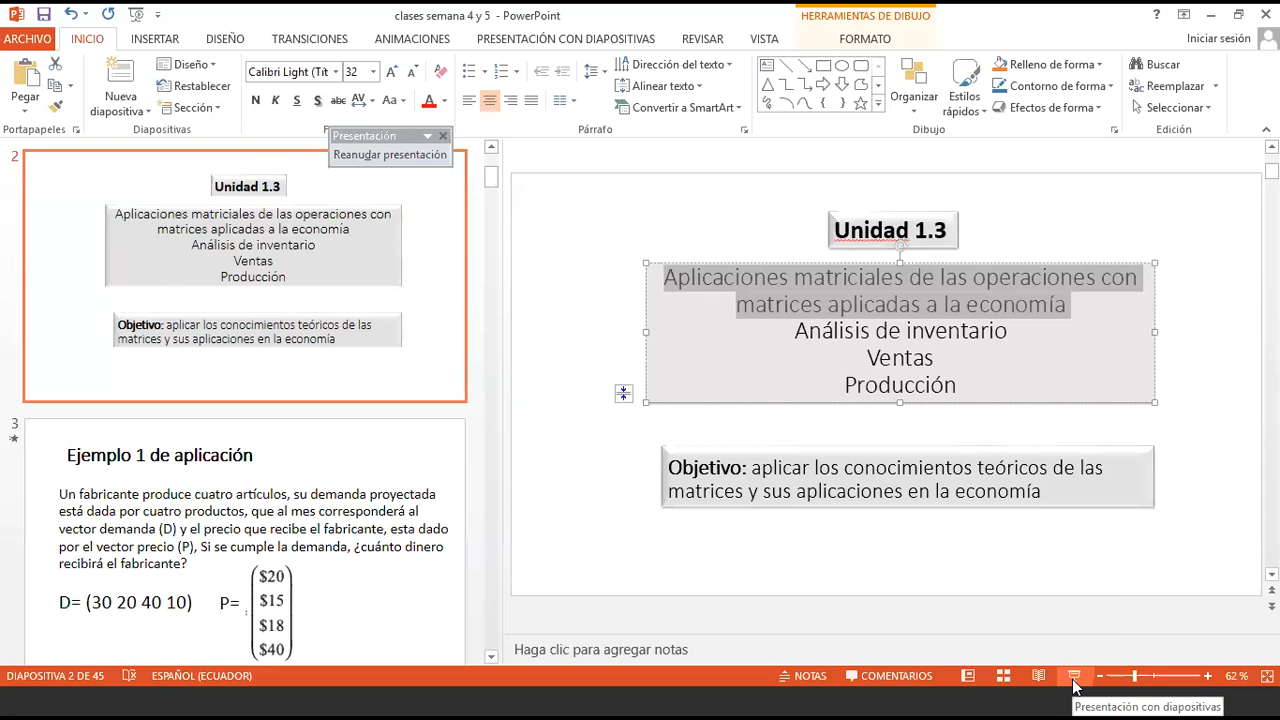 clases semana 4 y 5 - PowerPoint
HERRAMIENTAS DE DIBUJO
ARCHIVO
INICIO
INSERTAR
DISEÑO
TRANSICIONES
ANIMACIONES
PRESENTACIÓN CON DIAPOSITIVAS
REVISAR
VISTA
FORMATO
Iniciar sesión
Pegar
Nueva
diapositiva
Diseño
Restablecer
Sección
Calibri Light (Tít
32
N K S S abc AV Aa A
Dirección del texto
Alinear texto
Convertir a SmartArt
Organizar
Estilos
rápidos
Relleno de forma
Contorno de forma
Efectos de forma
Buscar
Reemplazar
Seleccionar
Portapapeles
Diapositivas
F
Párrafo
Dibujo
Edición
Presentación
Reanudar presentación
2
Unidad 1.3
Aplicaciones matriciales de las operaciones con
matrices aplicadas a la economía
Análisis de inventario
Ventas
Producción
Objetivo: aplicar los conocimientos teóricos de las
matrices y sus aplicaciones en la economía
3
Ejemplo 1 de aplicación
Un fabricante produce cuatro artículos, su demanda proyectada
está dada por cuatro productos, que al mes corresponderá al
vector demanda (D) y el precio que recibe el fabricante, esta dado
por el vector precio (P), Si se cumple la demanda, ¿cuánto dinero
recibirá el fabricante?
D= (30 20 40 10) P=
$20
$15
$18
$40
Unidad 1.3
Aplicaciones matriciales de las operaciones con
matrices aplicadas a la economía
Análisis de inventario
Ventas
Producción
Objetivo: aplicar los conocimientos teóricos de las
matrices y sus aplicaciones en la economía
Haga clic para agregar notas
DIAPOSITIVA 2 DE 45
ESPAÑOL (ECUADOR)
NOTAS
COMENTARIOS
62 %
Presentación con diapositivas